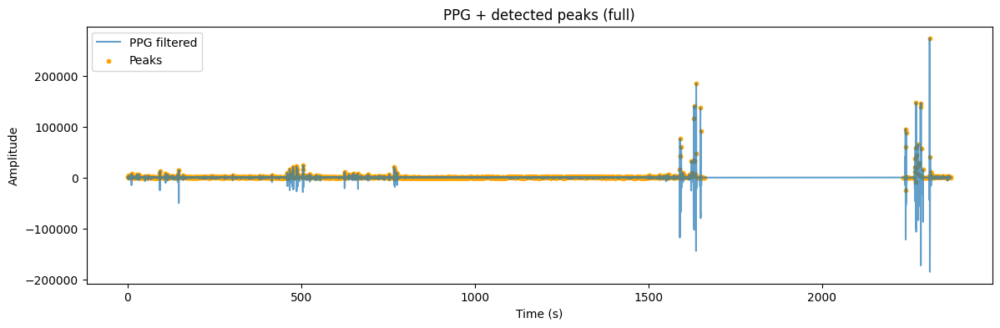 PPG + detected peaks (full)
PPG filtered
Peaks
200000
100000
0
−100000
−200000
Amplitude
0
500
1000
1500
2000
Time (s)